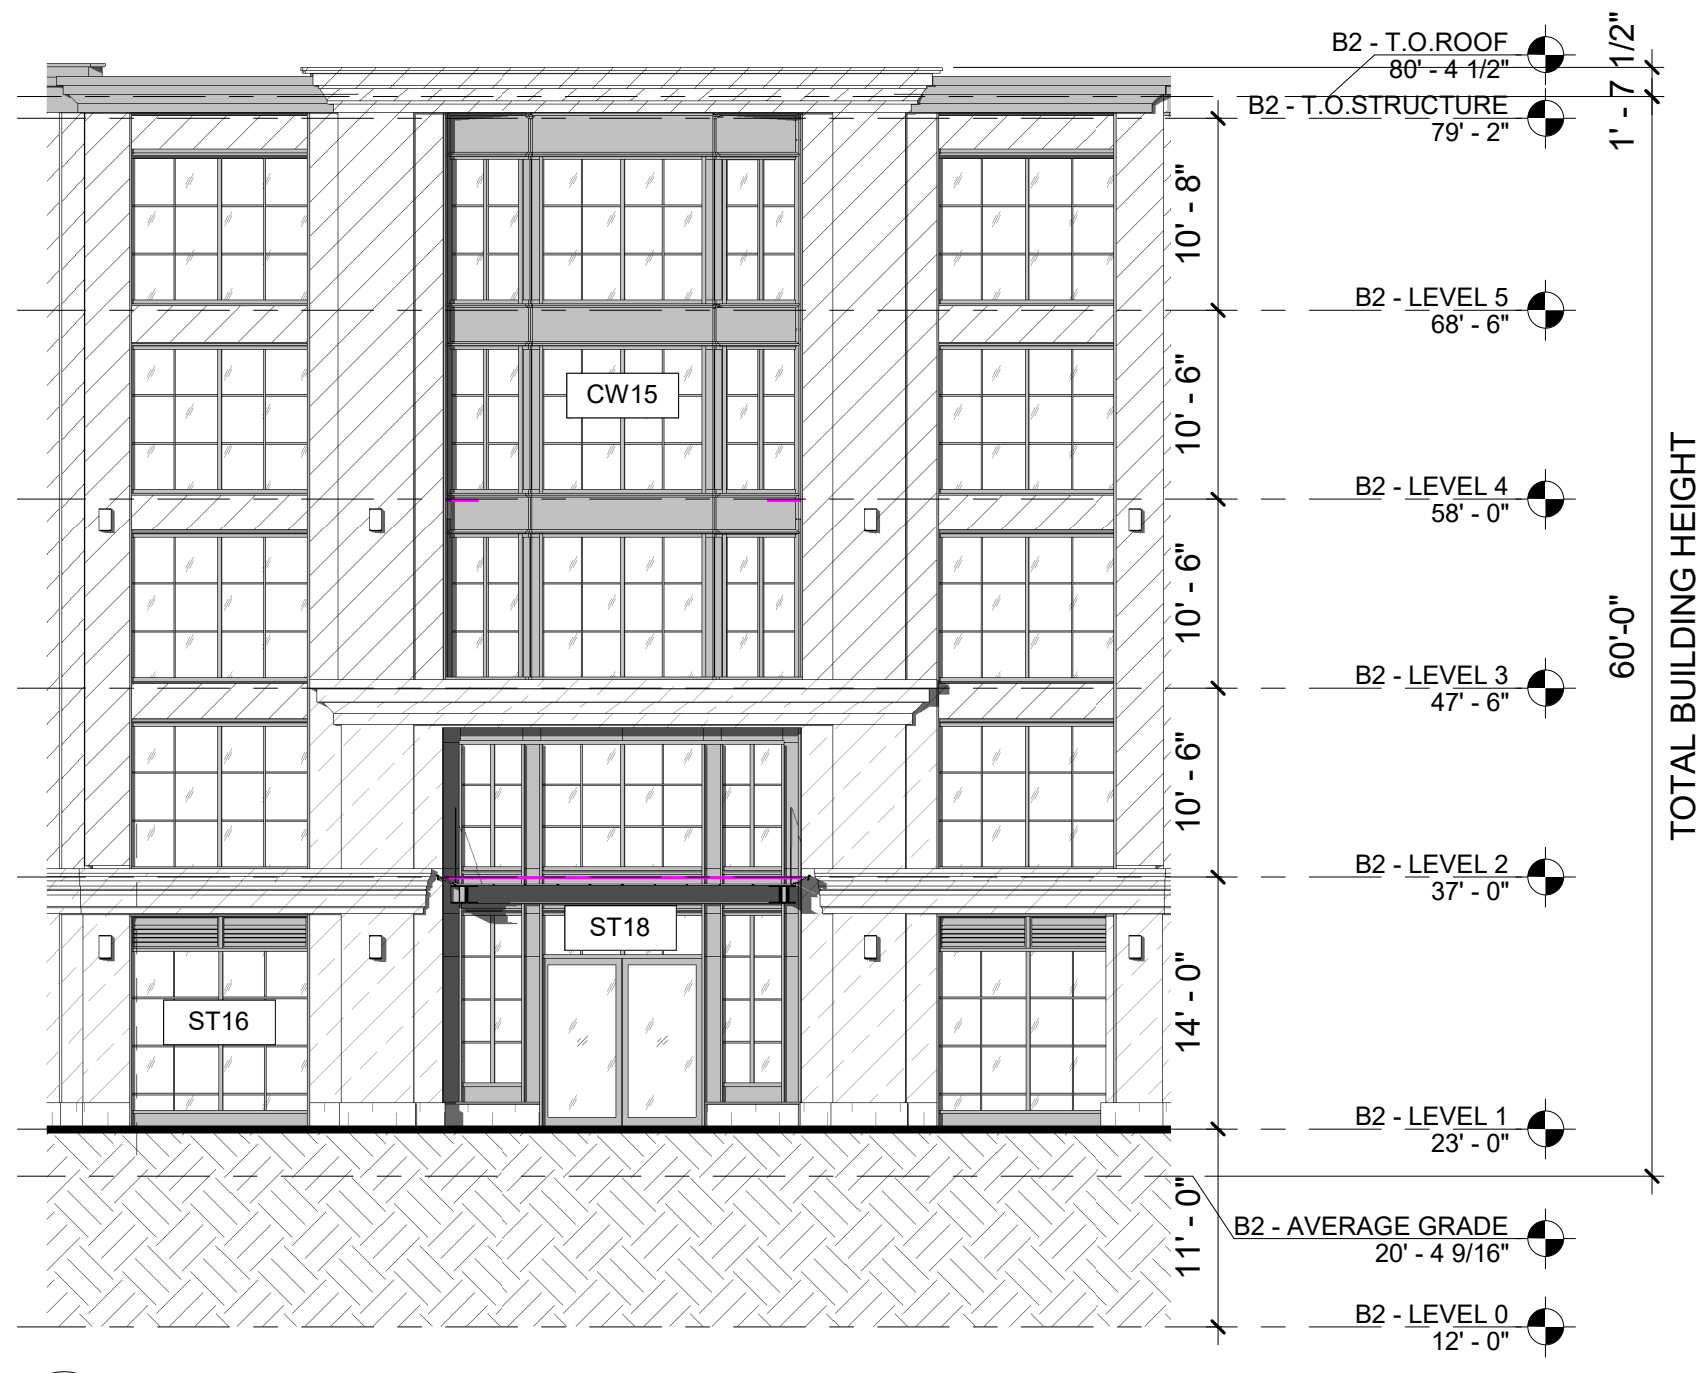 B2 - T.O.ROOF
80' - 4 1/2"
1' - 7 1/2"
B2 - T.O.STRUCTURE
79' - 2"
10' - 8"
B2 - LEVEL 5
68' - 6"
CW15
10' - 6"
B2 - LEVEL 4
58' - 0"
10' - 6"
60'-0"
TOTAL BUILDING HEIGHT
B2 - LEVEL 3
47' - 6"
10' - 6"
B2 - LEVEL 2
37' - 0"
ST18
14' - 0"
ST16
B2 - LEVEL 1
23' - 0"
11' - 0"
B2 - AVERAGE GRADE
20' - 4 9/16"
B2 - LEVEL 0
12' - 0"